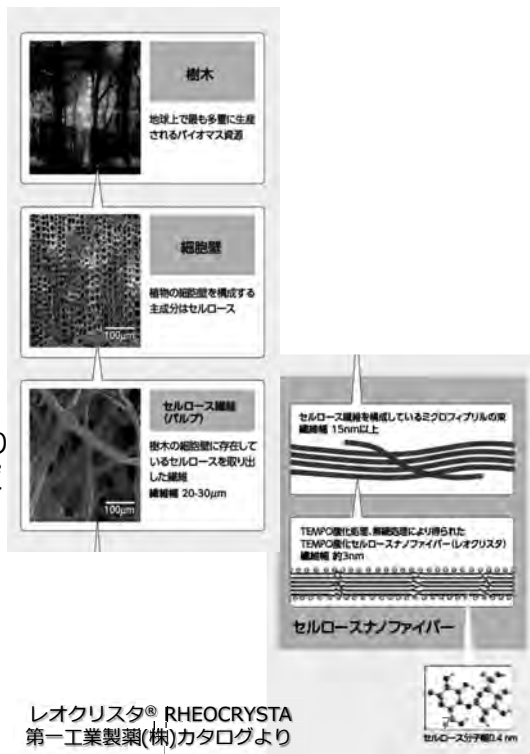 樹木
地球上で最も多量に生産
されるバイオマス資源
細胞壁
植物の細胞壁を構成する
主成分はセルロース
100μm
セルロース繊維
(パルプ)
樹木の細胞壁に存在して
いるセルロースを取り出
した繊維
繊維幅 20-30μm
100μm
セルロース繊維を構成しているミクロフィブリルの束
繊維幅 15nm以上
TEMPO酸化処理、解繊処理により得られた
TEMPO酸化セルロースナノファイバー(レオクリスタ)
繊維幅 約3nm
セルロースナノファイバー
セルロース分子幅0.4 nm
レオクリスタ® RHEOCRYSTA
第一工業製薬(株)カタログより